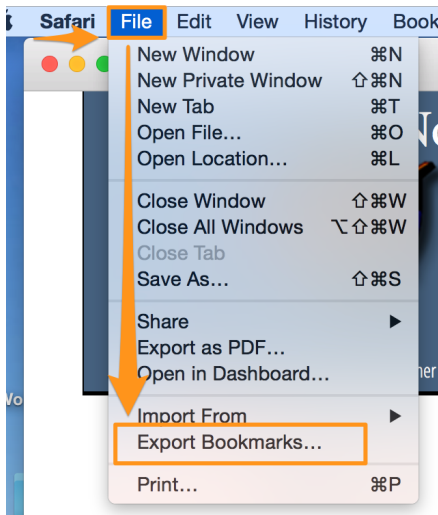 Safari File Edit View History Book
New Window ⌘N
New Private Window ⇧⌘N
New Tab ⌘T
Open File... ⌘O
Open Location... ⌘L
Close Window ⇧⌘W
Close All Windows ⌥⇧⌘W
Close Tab
Save As... ⇧⌘S
Share ▶
Export as PDF...
Open in Dashboard...
Import From ▶
Export Bookmarks...
Print... ⌘P